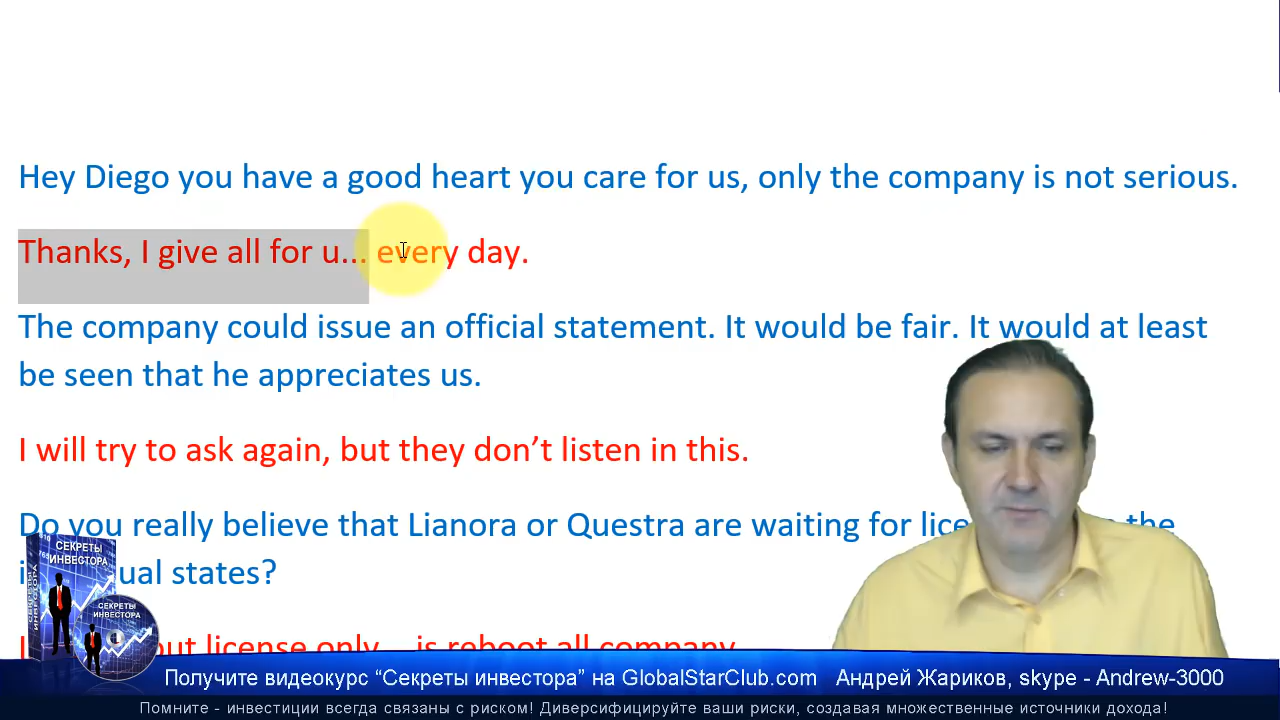 Hey Diego you have a good heart you care for us, only the company is not serious.
Thanks, I give all for u... every day.
The company could issue an official statement. It would be fair. It would at least
be seen that he appreciates us.
I will try to ask again, but they don’t listen in this.
Do you really believe that Lianora or Questra are waiting for the
states?
license only is reboot all company
СЕКРЕТЫ
ИНВЕСТОРА
СЕКРЕТЫ
ИНВЕСТОРА
Получите видеокурс “Секреты инвестора” на GlobalStarClub.com Андрей Жариков, skype - Andrew-3000
Помните - инвестиции всегда связаны с риском! Диверсифицируйте ваши риски, создавая множественные источники дохода!